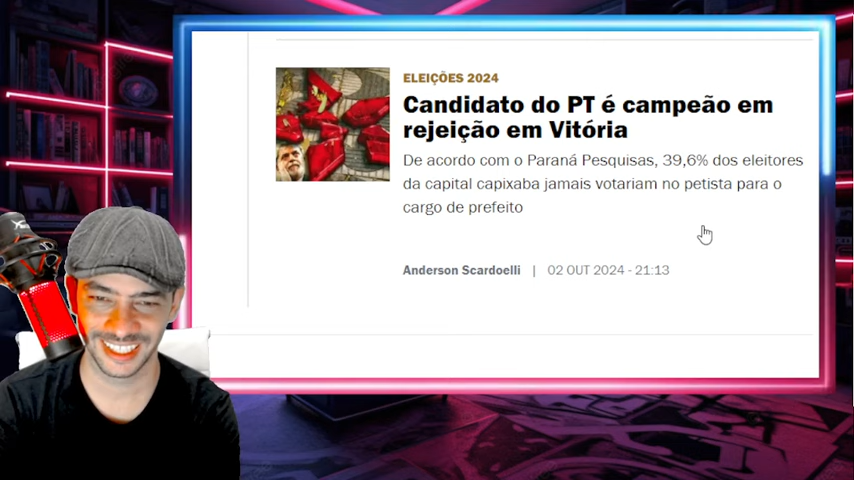 ELEIÇÕES 2024
Candidato do PT é campeão em
rejeição em Vitória
De acordo com o Paraná Pesquisas, 39,6% dos eleitores
da capital capixaba jamais votariam no petista para o
cargo de prefeito
Anderson Scardoelli | 02 OUT 2024 - 21:13